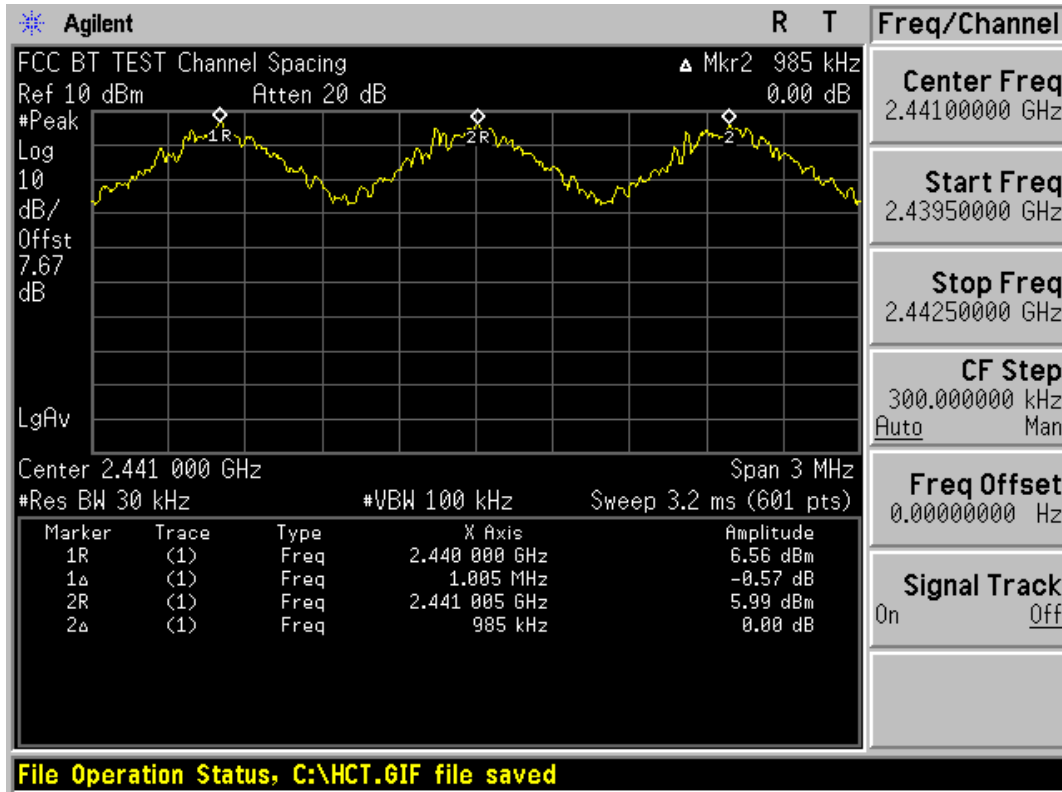 Agilent R T Freq/Channel
FCC BT TEST Channel Spacing ▵ Mkr2 985 kHz
Ref 10 dBm Atten 20 dB 0.00 dB
#Peak
Log
10
dB/
Offst
7.67
dB
LgAv
1R 2R 2
Center 2.441 000 GHz Span 3 MHz
#Res BW 30 kHz #VBW 100 kHz Sweep 3.2 ms (601 pts)
Marker Trace Type X Axis Amplitude
1R (1) Freq 2.440 000 GHz 6.56 dBm
1▵ (1) Freq 1.005 MHz -0.57 dB
2R (1) Freq 2.441 005 GHz 5.99 dBm
2▵ (1) Freq 985 kHz 0.00 dB
Center Freq
2.44100000 GHz
Start Freq
2.43950000 GHz
Stop Freq
2.44250000 GHz
CF Step
300.000000 kHz
Auto Man
Freq Offset
0.00000000 Hz
Signal Track
On Off
File Operation Status, C:\HCT.GIF file saved